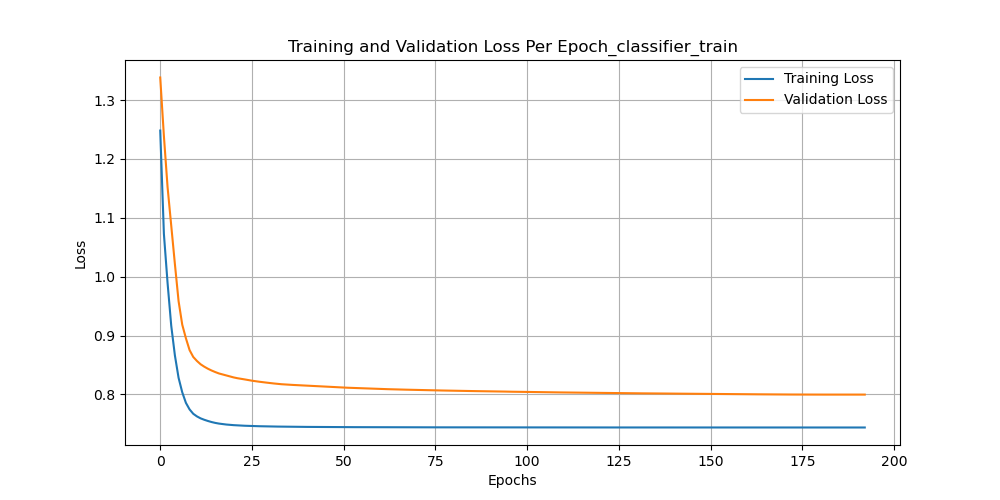 Training and Validation Loss Per Epoch_classifier_train
Training Loss
Validation Loss
1.3
1.2
1.1
1.0
0.9
0.8
Loss
0 25 50 75 100 125 150 175 200
Epochs